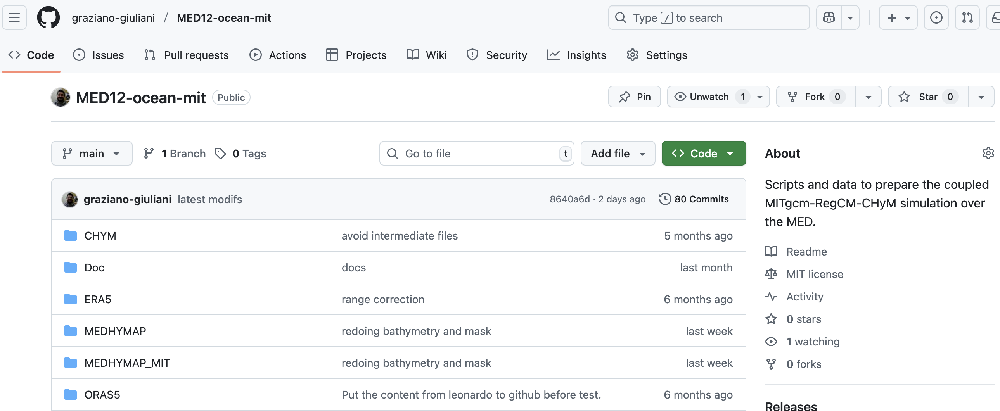 graziano-giuliani / MED12-ocean-mit
Type / to search
Code Issues Pull requests Actions Projects Wiki Security Insights Settings
MED12-ocean-mit Public
Pin Unwatch 1 Fork 0 Star 0
main 1 Branch 0 Tags
Go to file t Add file Code
graziano-giuliani latest modifs 8640a6d · 2 days ago 80 Commits
CHYM avoid intermediate files 5 months ago
Doc docs last month
ERA5 range correction 6 months ago
MEDHYMAP redoing bathymetry and mask last week
MEDHYMAP_MIT redoing bathymetry and mask last week
ORAS5 Put the content from leonardo to github before test. 6 months ago
About
Scripts and data to prepare the coupled
MITgcm-RegCM-CHyM simulation over
the MED.
Readme
MIT license
Activity
0 stars
1 watching
0 forks
Releases